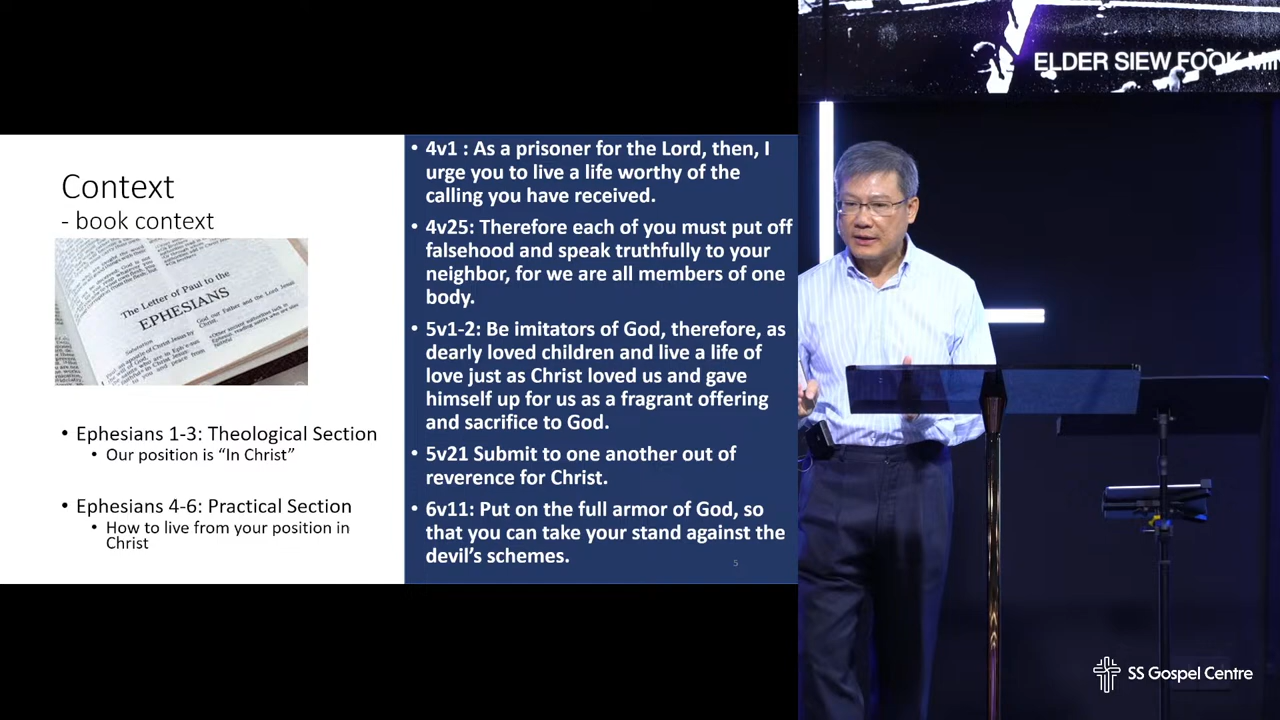 Context
- book context
The Letter of Paul to the
EPHESIANS
• Ephesians 1-3: Theological Section
• Our position is “In Christ”
• Ephesians 4-6: Practical Section
• How to live from your position in
Christ
• 4v1 : As a prisoner for the Lord, then, I
urge you to live a life worthy of the
calling you have received.
• 4v25: Therefore each of you must put off
falsehood and speak truthfully to your
neighbor, for we are all members of one
body.
• 5v1-2: Be imitators of God, therefore, as
dearly loved children and live a life of
love just as Christ loved us and gave
himself up for us as a fragrant offering
and sacrifice to God.
• 5v21 Submit to one another out of
reverence for Christ.
• 6v11: Put on the full armor of God, so
that you can take your stand against the
devil’s schemes.
5
ELDER SIEW FOOK
SS Gospel Centre